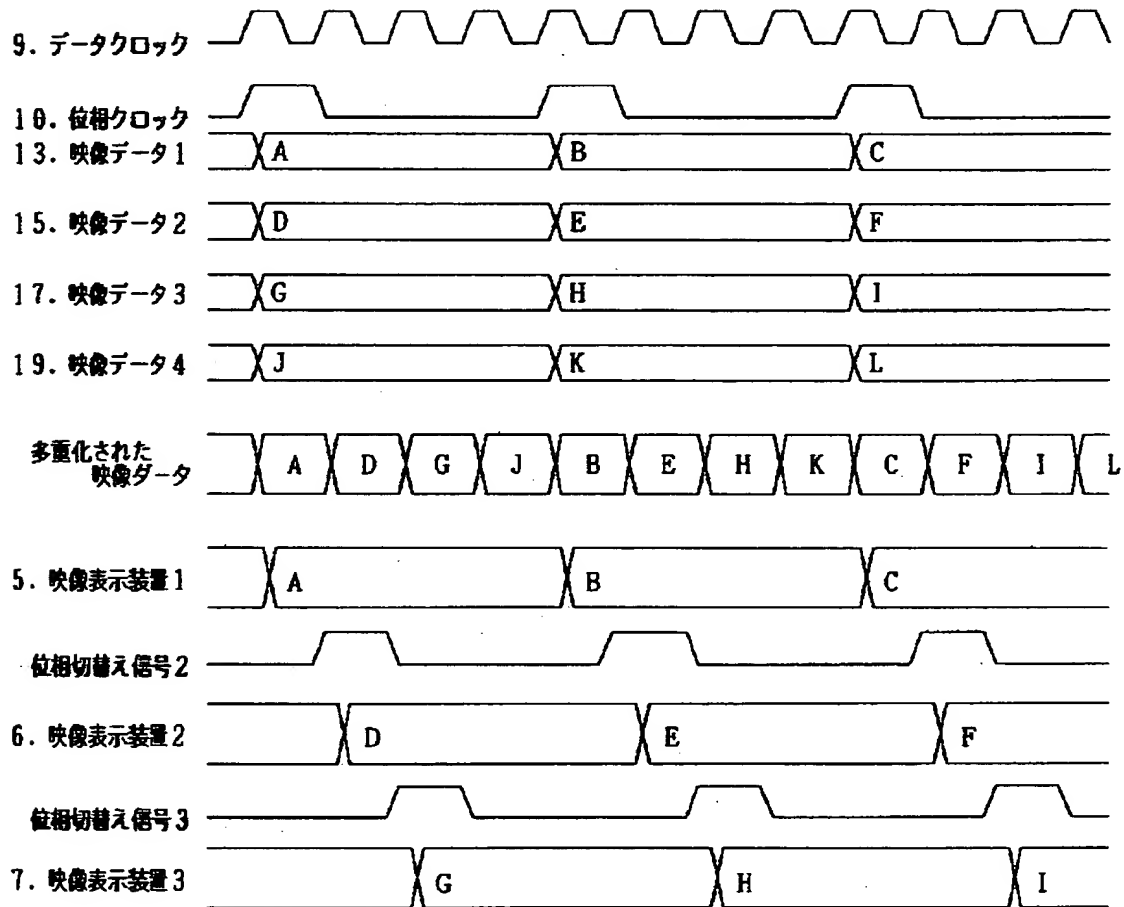 9. データクロック
10. 位相クロック
13. 映像データ1 A B C
15. 映像データ2 D E F
17. 映像データ3 G H I
19. 映像データ4 J K L
多重化された
映像ダータ A D G J B E H K C F I L
5. 映像表示装置1 A B C
位相切替え信号2
6. 映像表示装置2 D E F
位相切替え信号3
7. 映像表示装置3 G H I